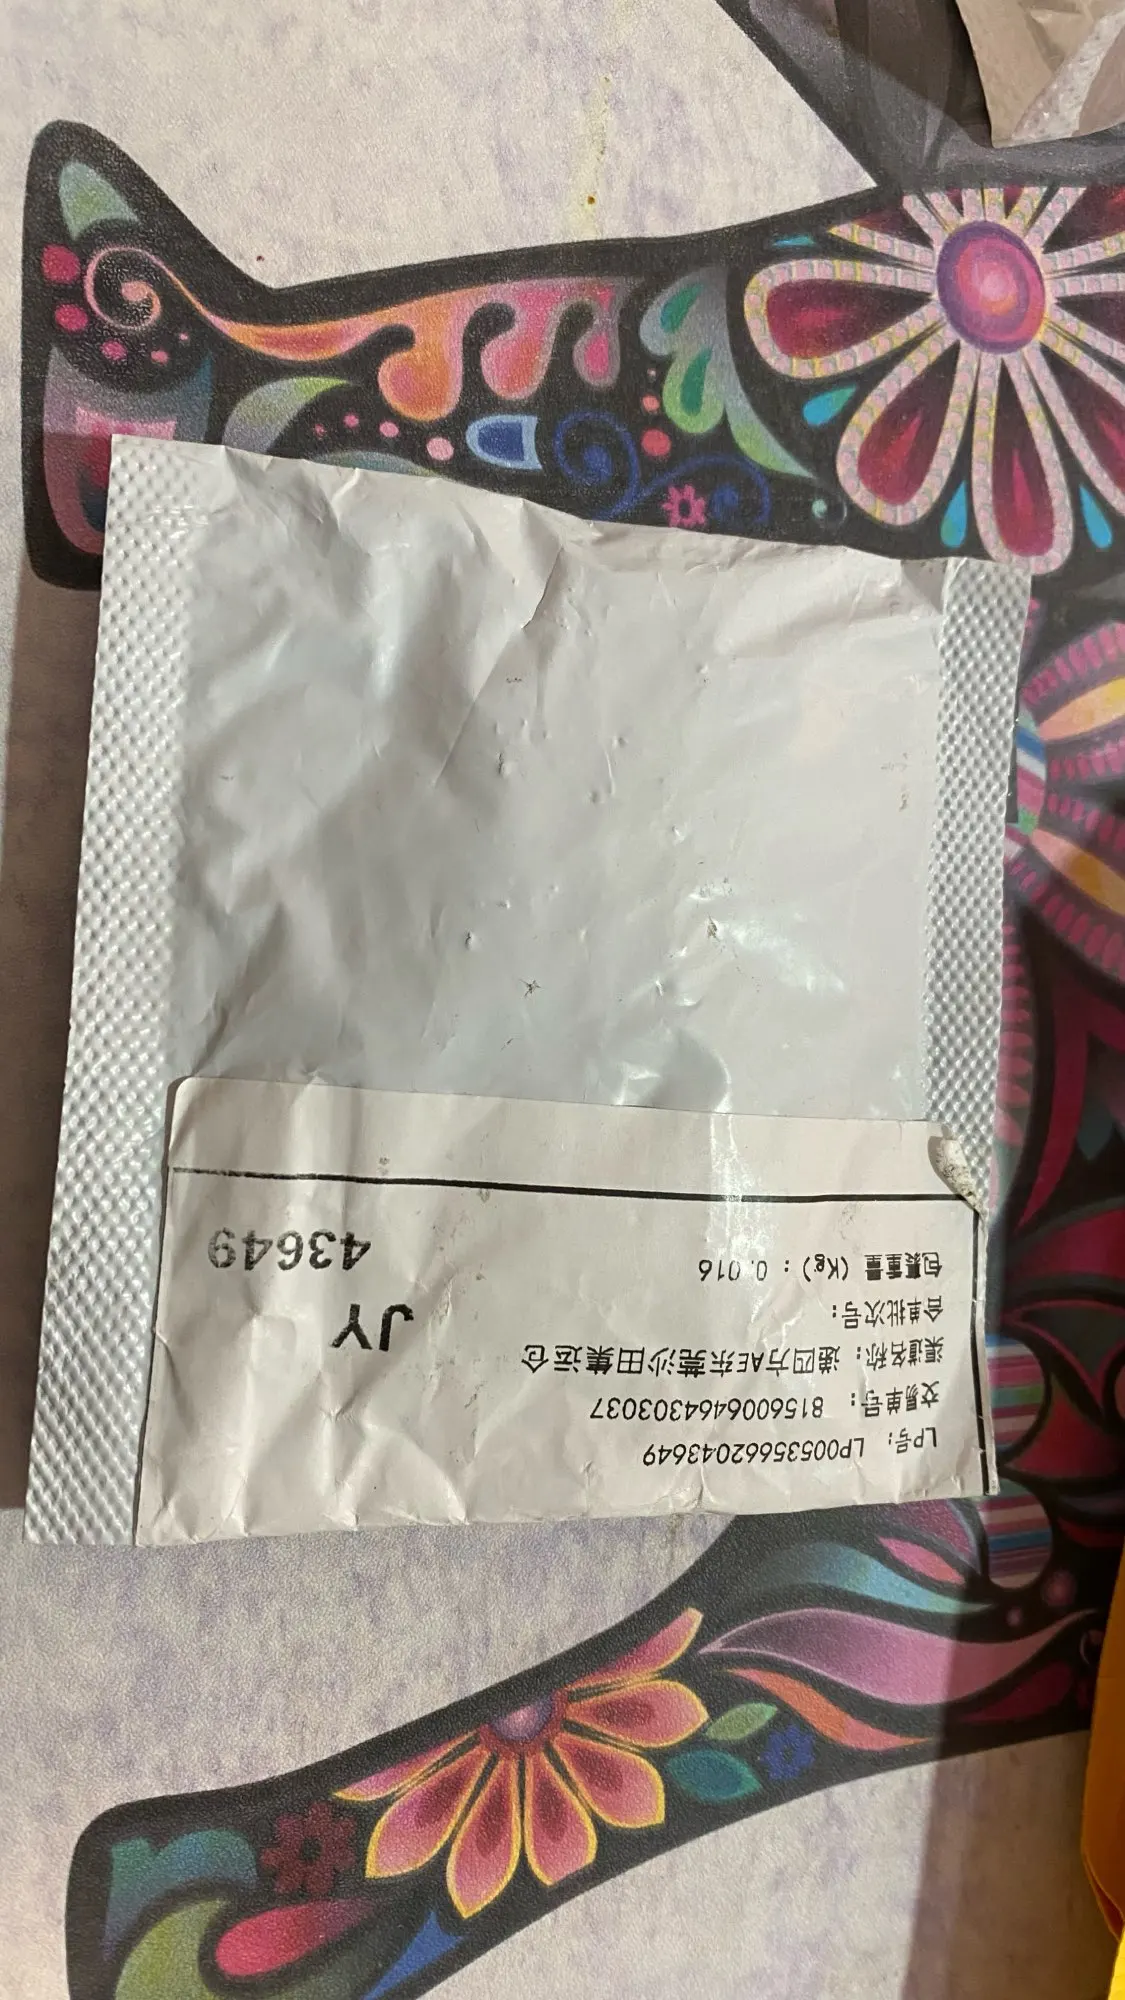 LP号: LP00535662043649
交易单号: 8156006464303037
渠道名称: 递四方AE东莞沙田集运仓
合单批次号:
包裹重量 (Kg): 0.016
JY
43649